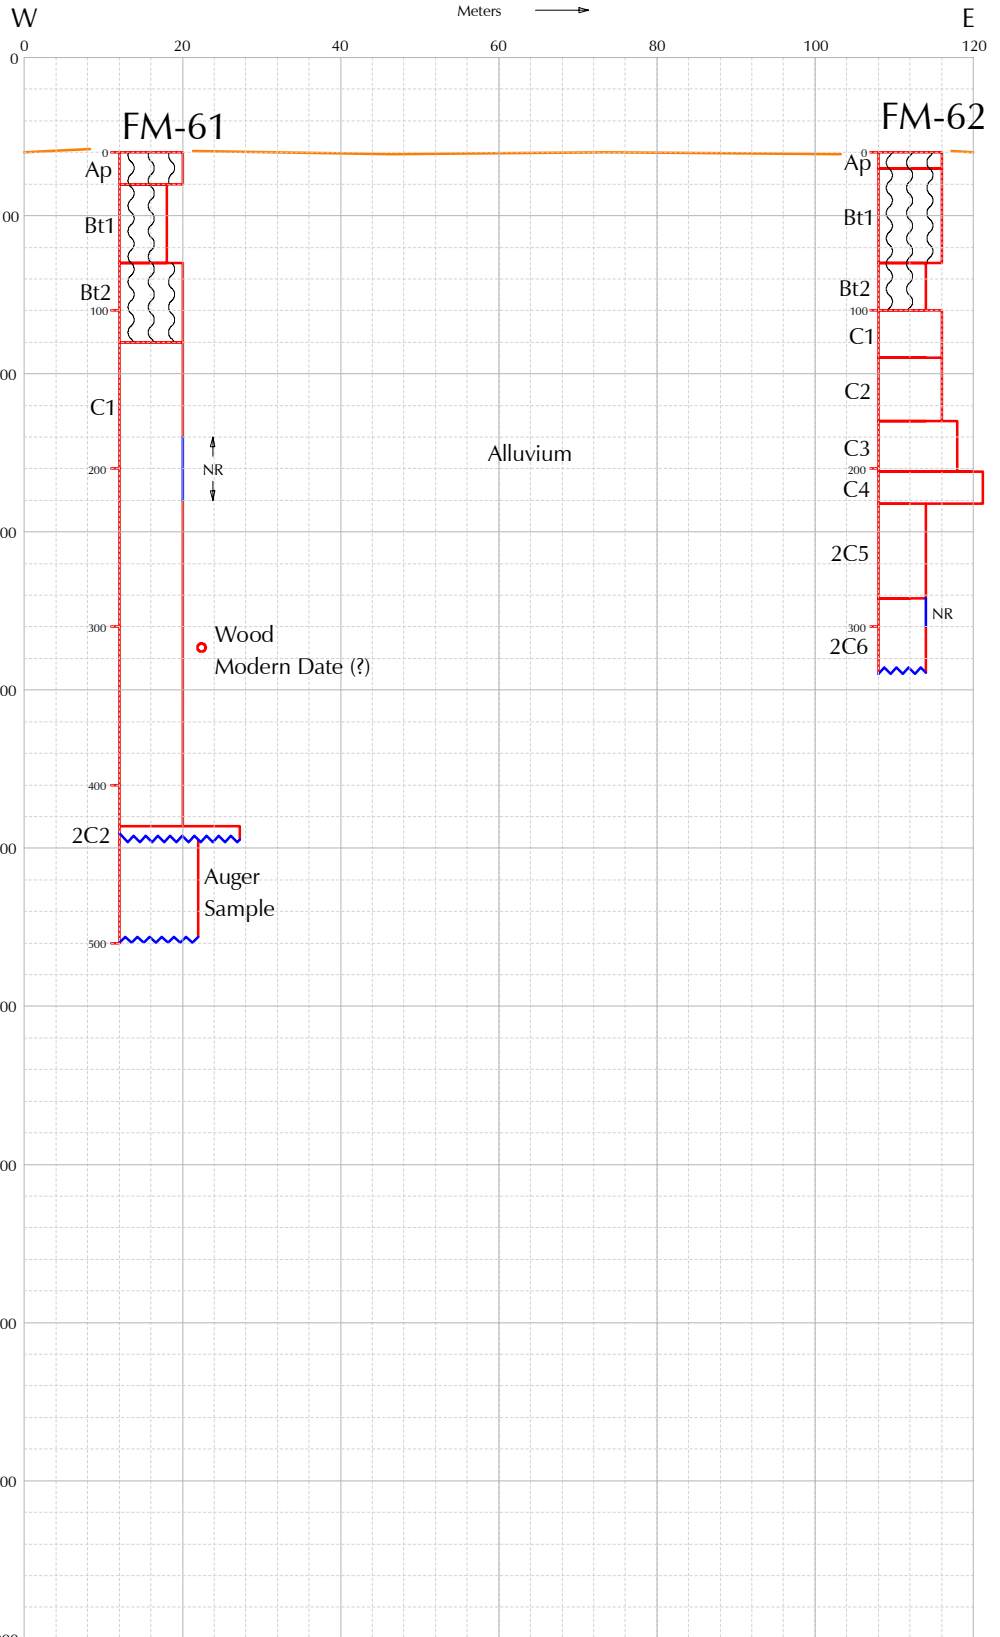 W
Meters
E
0 20 40 60 80 100 120
0
FM-61
FM-62
0
Ap
0
Ap
00
Bt1
Bt1
Bt2
Bt2
100
100
C1
00
C2
C1
C3
Alluvium
200
NR
200
C4
00
2C5
300
Wood
NR
300
Modern Date (?)
2C6
00
400
2C2
00
Auger
Sample
500
00
00
00
00